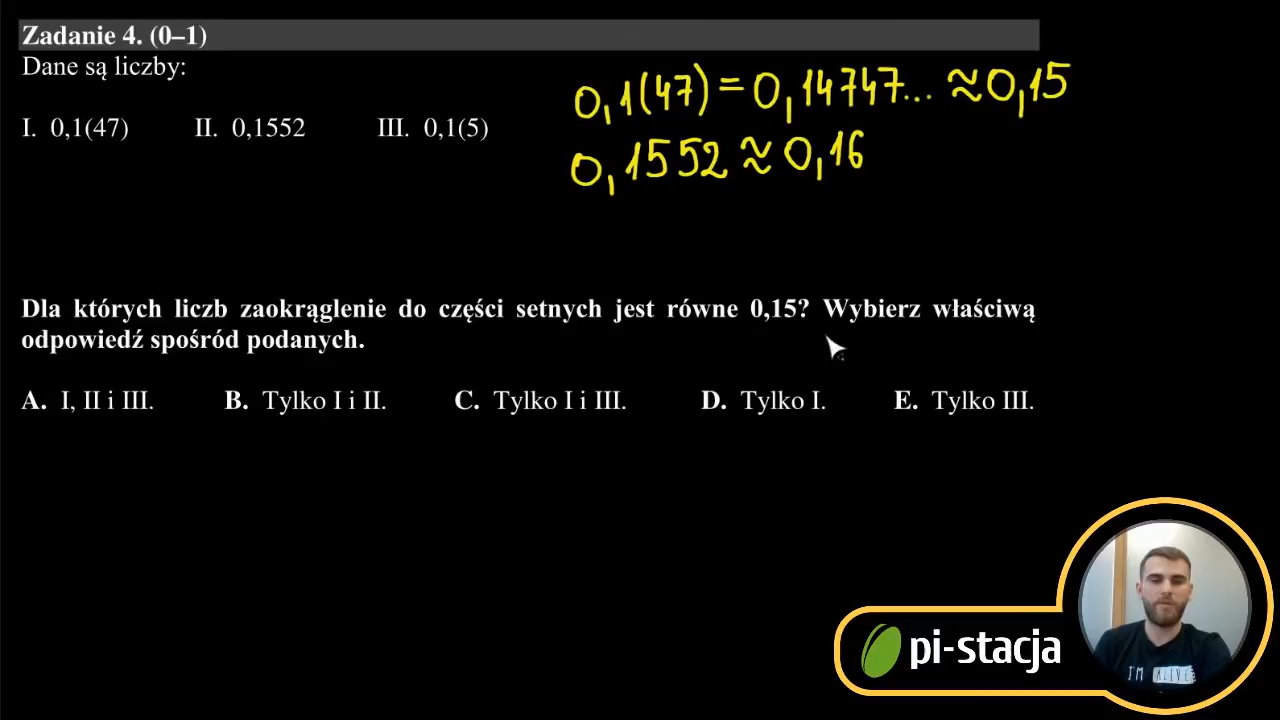 Zadanie 4. (0–1)
Dane są liczby:
I. 0,1(47) II. 0,1552 III. 0,1(5)
0,1(47) = 0,14747... ≈ 0,15
0,1552 ≈ 0,16
Dla których liczb zaokrąglenie do części setnych jest równe 0,15? Wybierz właściwą
odpowiedź spośród podanych.
A. I, II i III. B. Tylko I i II. C. Tylko I i III. D. Tylko I. E. Tylko III.
pi-stacja
I'M ALIVE